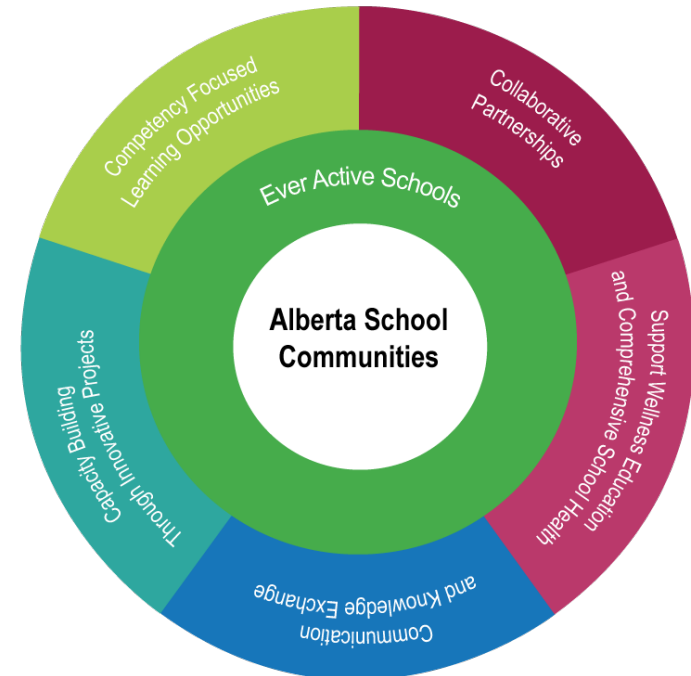 Competency Focused
Learning Opportunities
Collaborative
Partnerships
Ever Active Schools
Alberta School
Communities
Support Wellness Education
and Comprehensive School Health
Capacity Building
Through Innovative Projects
Communication
and Knowledge Exchange